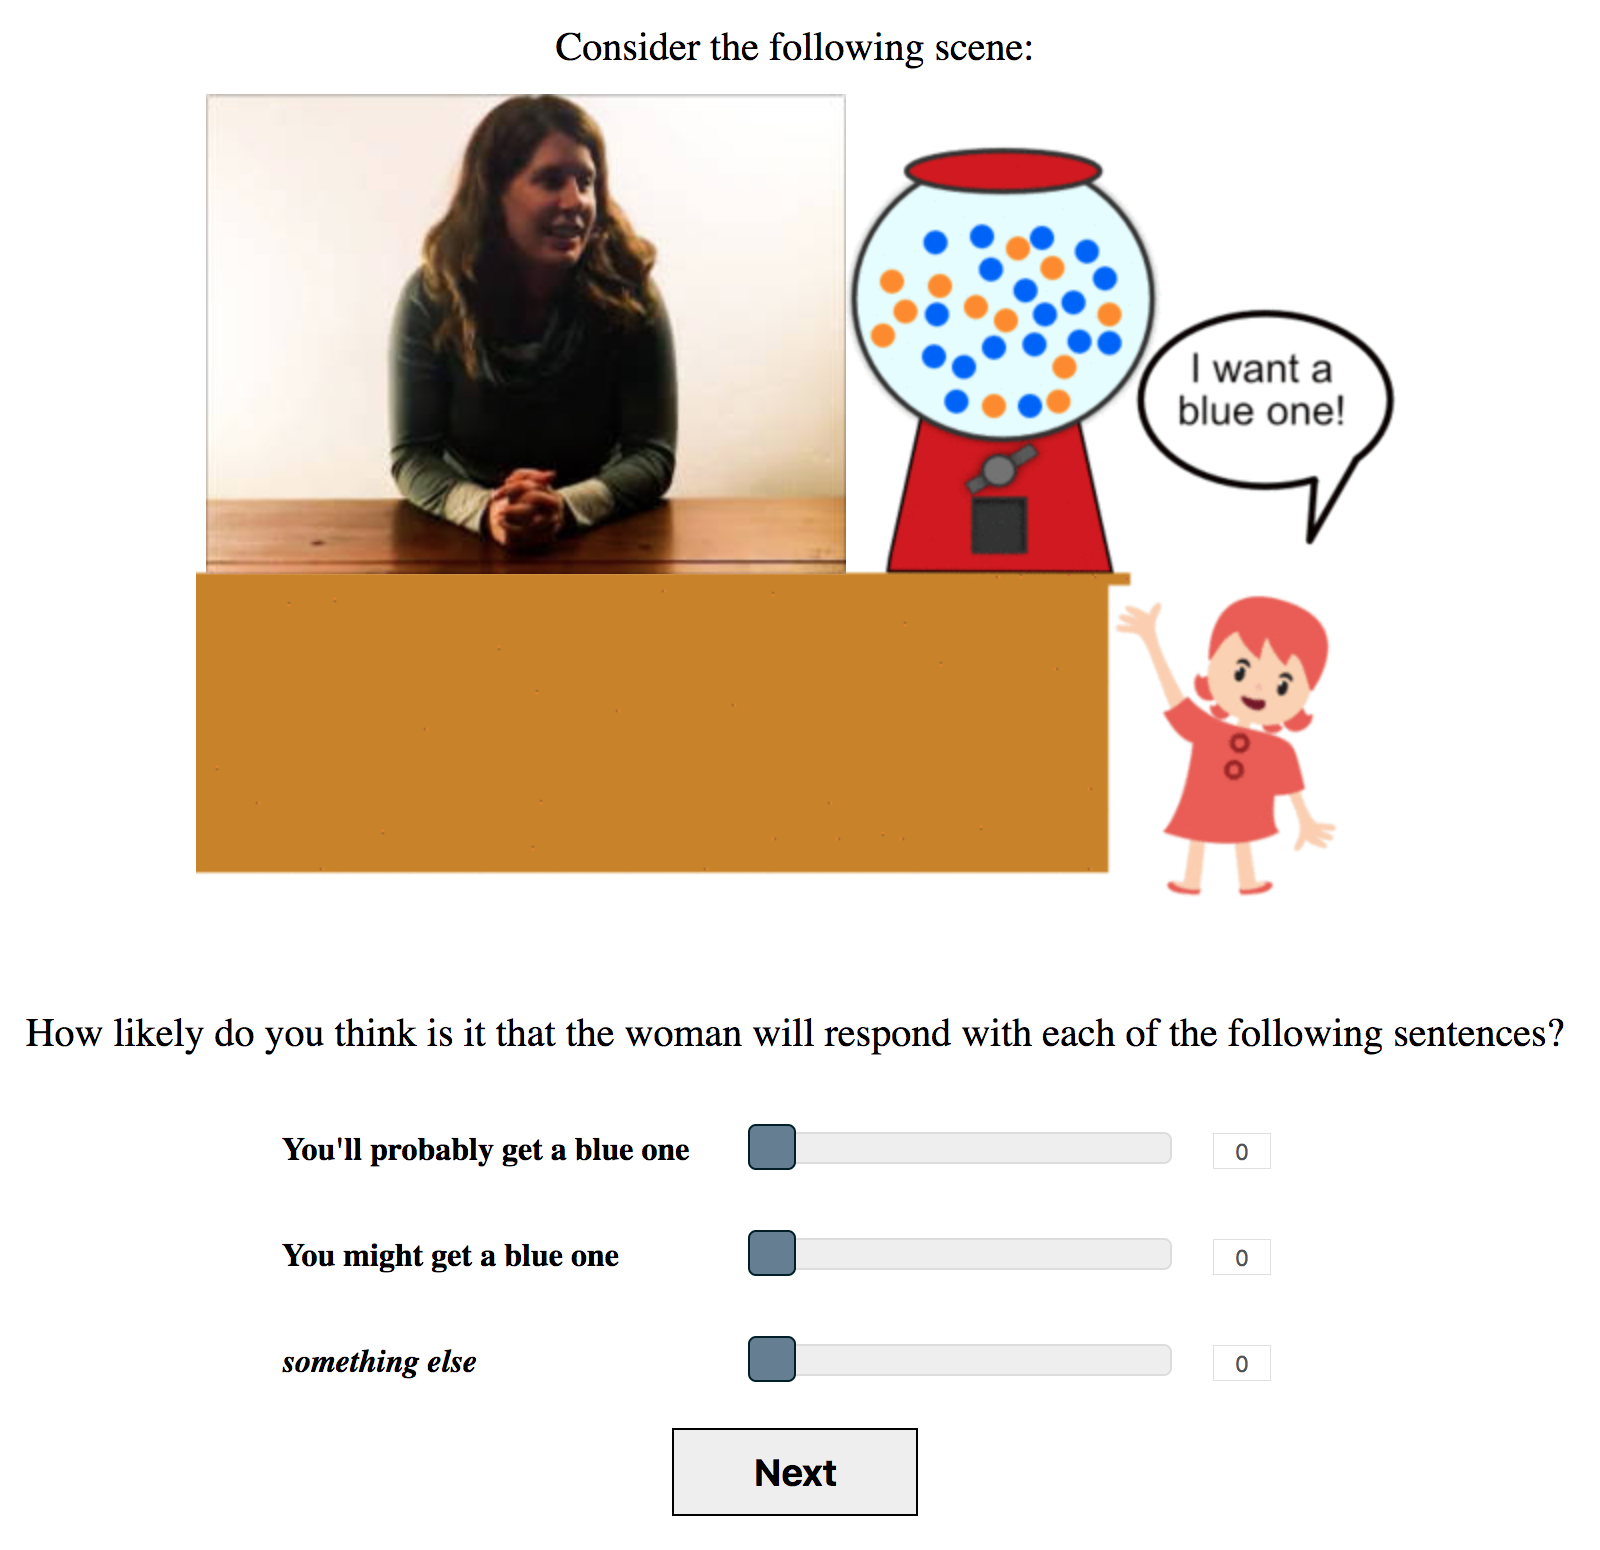 Consider the following scene:
I want a
blue one!
How likely do you think is it that the woman will respond with each of the following sentences?
You'll probably get a blue one
0
You might get a blue one
0
something else
0
Next